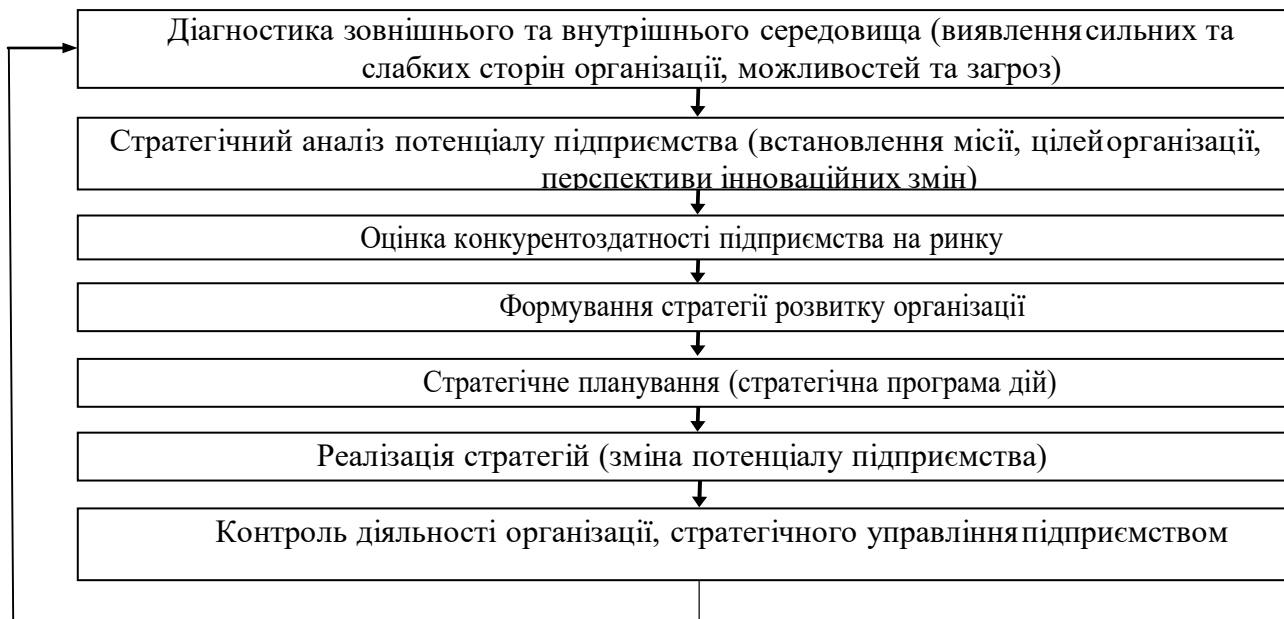 Діагностика зовнішнього та внутрішнього середовища (виявлення сильних та
слабких сторін організації, можливостей та загроз)
Стратегічний аналіз потенціалу підприємства (встановлення місії, цілей організації,
перспективи інноваційних змін)
Оцінка конкурентоздатності підприємства на ринку
Формування стратегії розвитку організації
Стратегічне планування (стратегічна програма дій)
Реалізація стратегій (зміна потенціалу підприємства)
Контроль діяльності організації, стратегічного управління підприємством